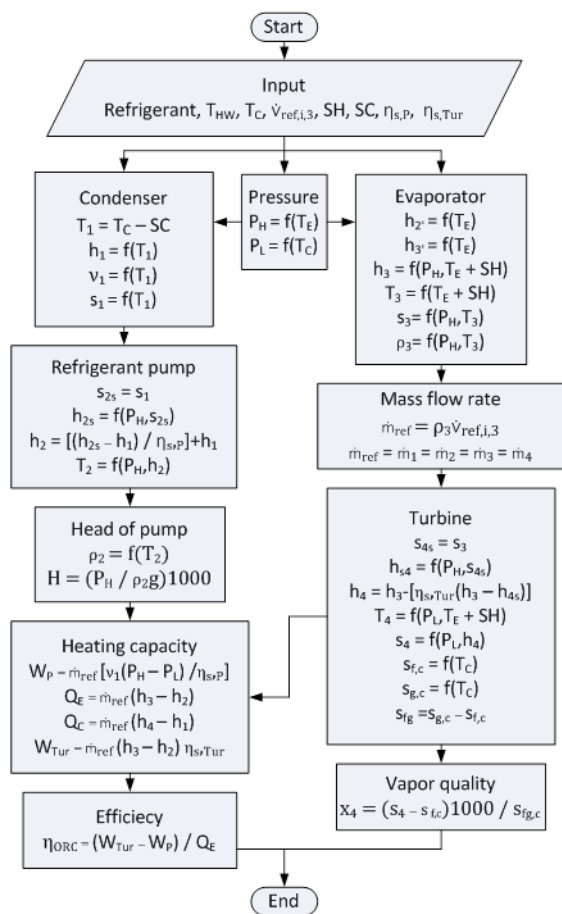 Start
Input
Refrigerant, T_HW, T_C, v̇_ref,i,3, SH, SC, η_s,P, η_s,Tur
Condenser
T_1 = T_C – SC
h_1 = f(T_1)
ν_1 = f(T_1)
s_1 = f(T_1)
Pressure
P_H = f(T_E)
P_L = f(T_C)
Evaporator
h_2' = f(T_E)
h_3' = f(T_E)
h_3 = f(P_H,T_E + SH)
T_3 = f(T_E + SH)
s_3= f(P_H,T_3)
ρ_3= f(P_H,T_3)
Refrigerant pump
s_2s = s_1
h_2s = f(P_H,s_2s)
h_2 = [(h_2s – h_1) / η_s,P]+h_1
T_2 = f(P_H,h_2)
Mass flow rate
ṁ_ref = ρ_3v̇_ref,i,3
ṁ_ref = ṁ_1 = ṁ_2 = ṁ_3 = ṁ_4
Head of pump
ρ_2 = f(T_2)
H = (P_H / ρ_2g)1000
Turbine
s_4s = s_3
h_s4 = f(P_H,s_4s)
h_4 = h_3-[η_s,Tur(h_3 – h_4s)]
T_4 = f(P_L,T_E + SH)
s_4 = f(P_L,h_4)
s_f,c = f(T_C)
s_g,c = f(T_C)
s_fg =s_g,c – s_f,c
Heating capacity
W_P – ṁ_ref [ν_1(P_H – P_L) /η_s,P]
Q_E = ṁ_ref (h_3 – h_2)
Q_C = ṁ_ref (h_4 – h_1)
W_Tur – ṁ_ref (h_3 – h_2) η_s,Tur
Vapor quality
x_4 = (s_4 – s_f,c)1000 / s_fg,c
Efficiecy
η_ORC = (W_Tur – W_P) / Q_E
End